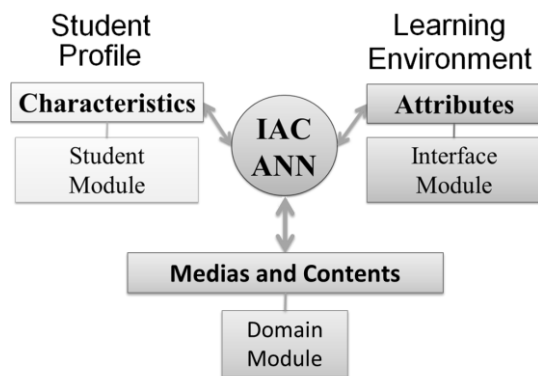 Student
Profile
Learning
Environment
Characteristics
IAC
ANN
Attributes
Student
Module
Interface
Module
Medias and Contents
Domain
Module